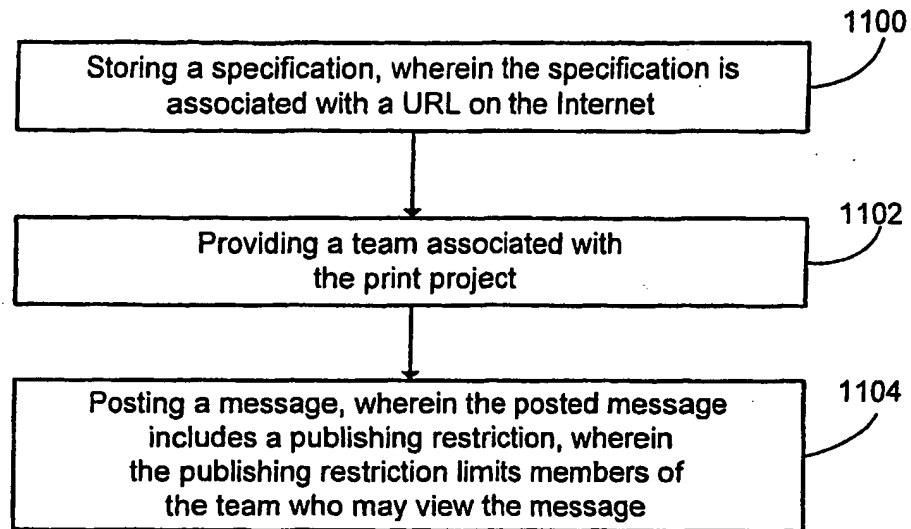 1100
Storing a specification, wherein the specification is
associated with a URL on the Internet
1102
Providing a team associated with
the print project
1104
Posting a message, wherein the posted message
includes a publishing restriction, wherein
the publishing restriction limits members of
the team who may view the message